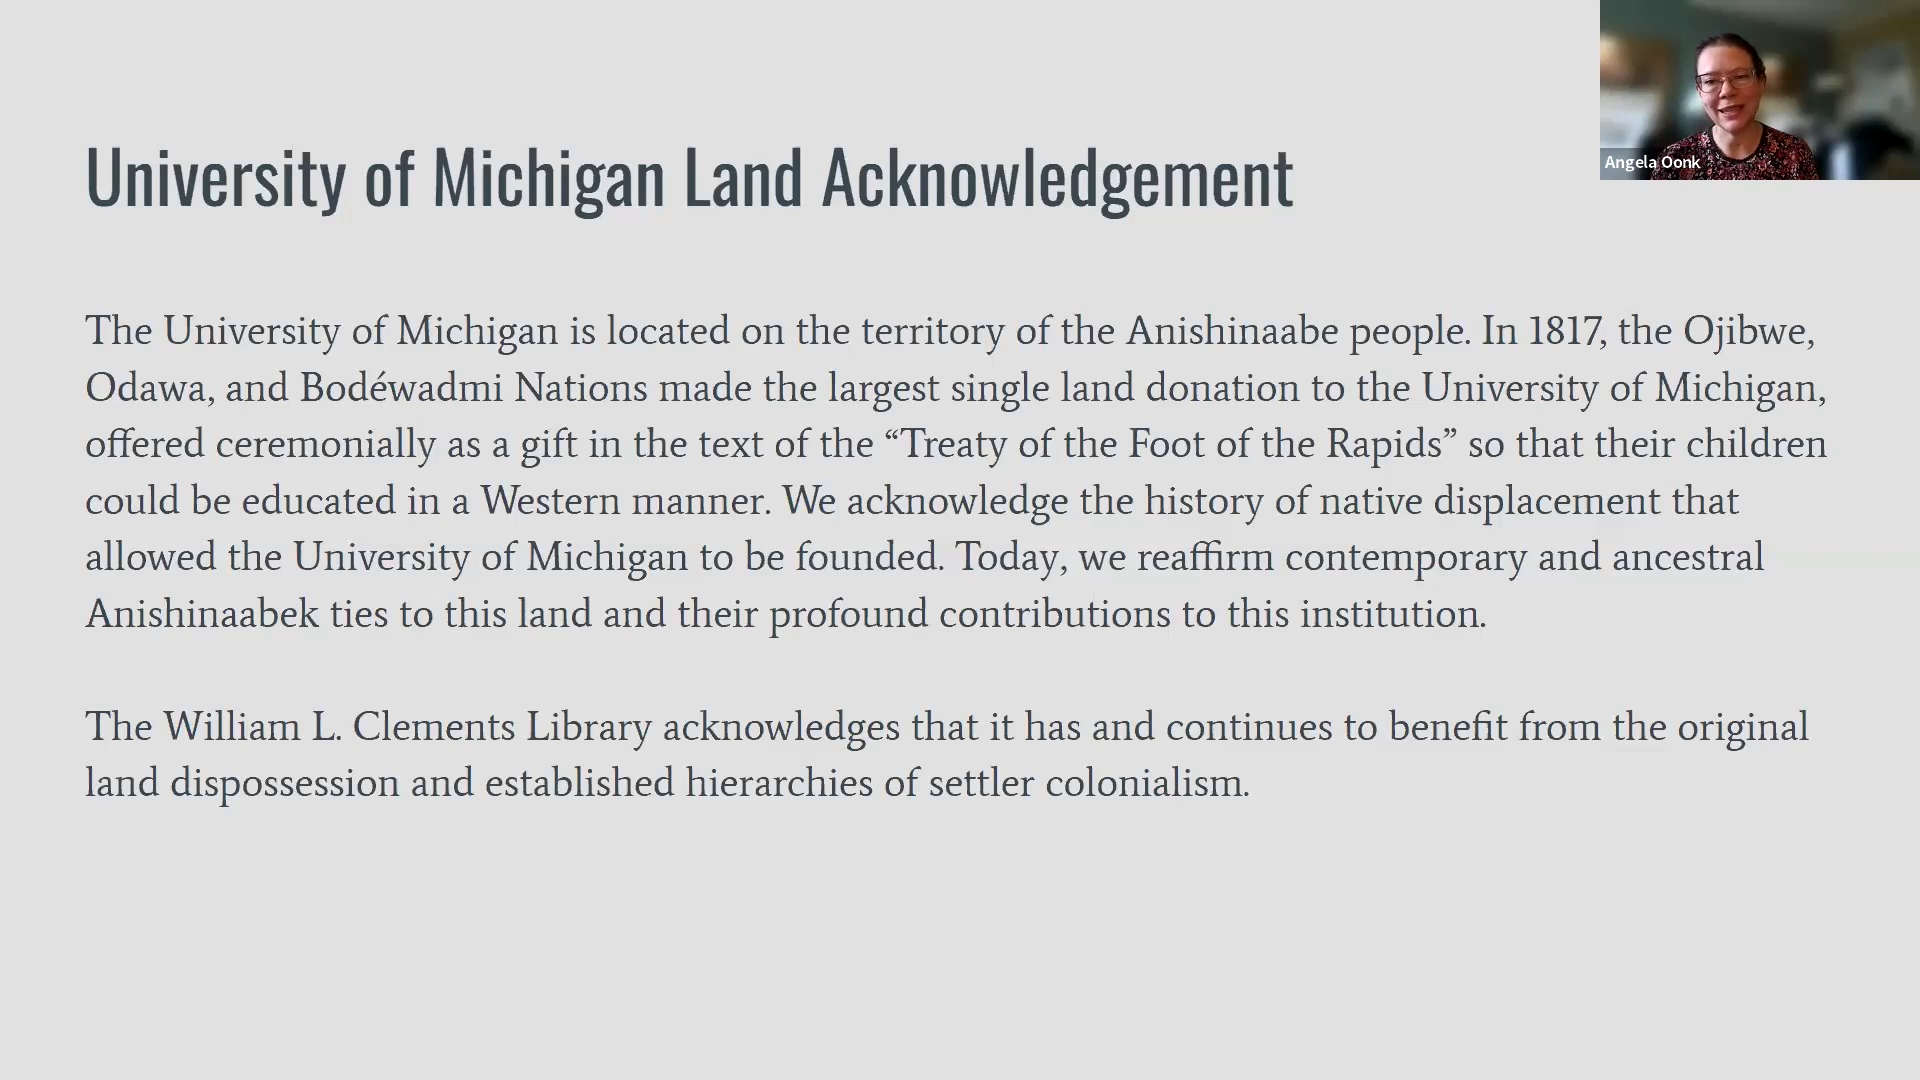 University of Michigan Land Acknowledgement
Angela Oonk
The University of Michigan is located on the territory of the Anishinaabe people. In 1817, the Ojibwe,
Odawa, and Bodéwadmi Nations made the largest single land donation to the University of Michigan,
offered ceremonially as a gift in the text of the “Treaty of the Foot of the Rapids” so that their children
could be educated in a Western manner. We acknowledge the history of native displacement that
allowed the University of Michigan to be founded. Today, we reaffirm contemporary and ancestral
Anishinaabek ties to this land and their profound contributions to this institution.
The William L. Clements Library acknowledges that it has and continues to benefit from the original
land dispossession and established hierarchies of settler colonialism.